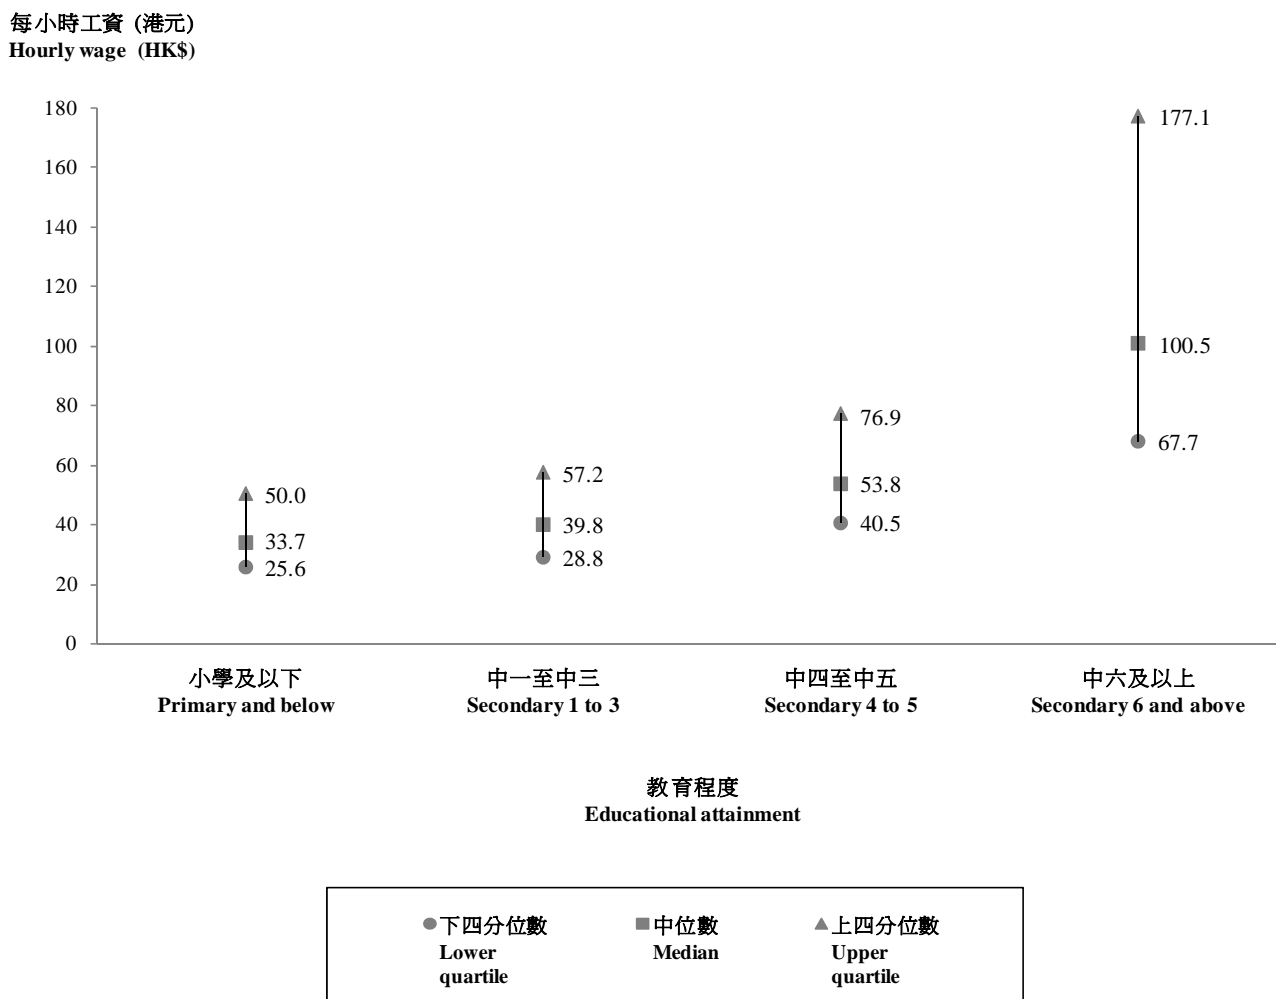 每小時工資 (港元)
Hourly wage (HK$)
180
160
140
120
100
80
60
40
20
0
50.0
33.7
25.6
57.2
39.8
28.8
76.9
53.8
40.5
177.1
100.5
67.7
小學及以下
Primary and below
中一至中三
Secondary 1 to 3
中四至中五
Secondary 4 to 5
中六及以上
Secondary 6 and above
教育程度
Educational attainment
下四分位數
Lower
quartile
中位數
Median
上四分位數
Upper
quartile